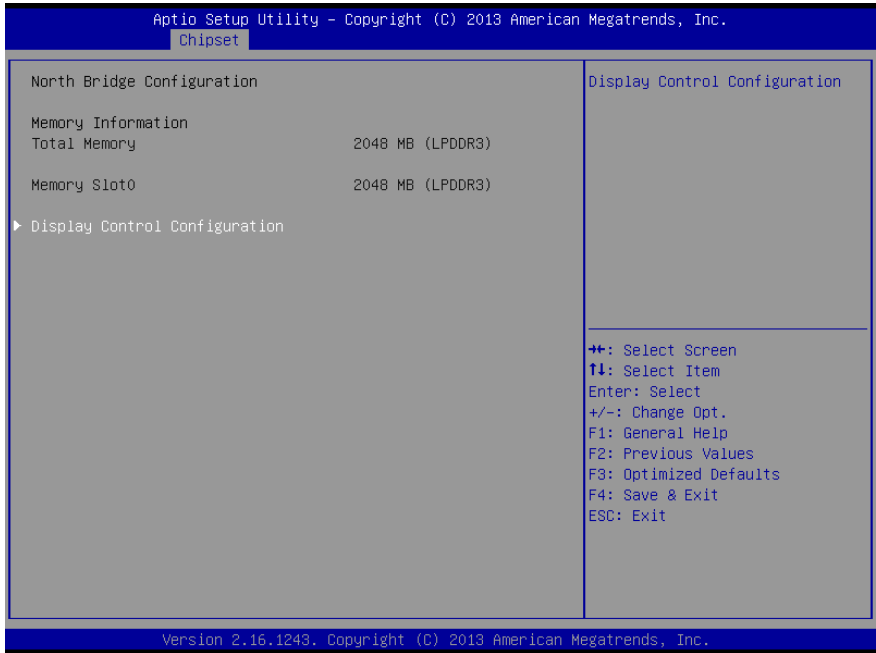 Aptio Setup Utility – Copyright (C) 2013 American Megatrends, Inc.
Chipset
North Bridge Configuration
Memory Information
Total Memory 2048 MB (LPDDR3)
Memory Slot0 2048 MB (LPDDR3)
Display Control Configuration
Display Control Configuration
→←: Select Screen
↑↓: Select Item
Enter: Select
+/-: Change Opt.
F1: General Help
F2: Previous Values
F3: Optimized Defaults
F4: Save & Exit
ESC: Exit
Version 2.16.1243. Copyright (C) 2013 American Megatrends, Inc.